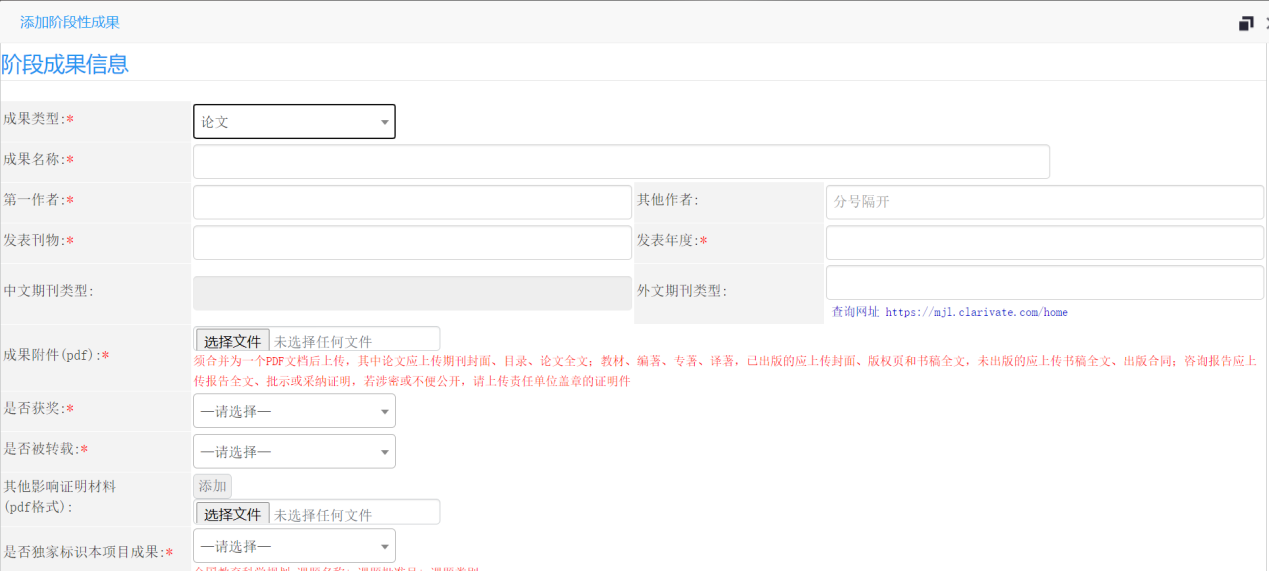 添加阶段性成果
阶段成果信息
成果类型:*
论文
成果名称:*
第一作者:*
其他作者:
分号隔开
发表刊物:*
发表年度:*
中文期刊类型:
外文期刊类型:
查询网址 https://mjl.clarivate.com/home
成果附件(pdf):*
选择文件 未选择任何文件
须合并为一个PDF文档后上传，其中论文应上传期刊封面、目录、论文全文；教材、编著、专著、译著，已出版的应上传封面、版权页和书稿全文，未出版的应上传书稿全文、出版合同；咨询报告应上
传报告全文、批示或采纳证明，若涉密或不便公开，请上传责任单位盖章的证明件
是否获奖:*
—请选择—
是否被转载:*
—请选择—
其他影响证明材料
(pdf格式):
添加
选择文件 未选择任何文件
是否独家标识本项目成果:*
—请选择—